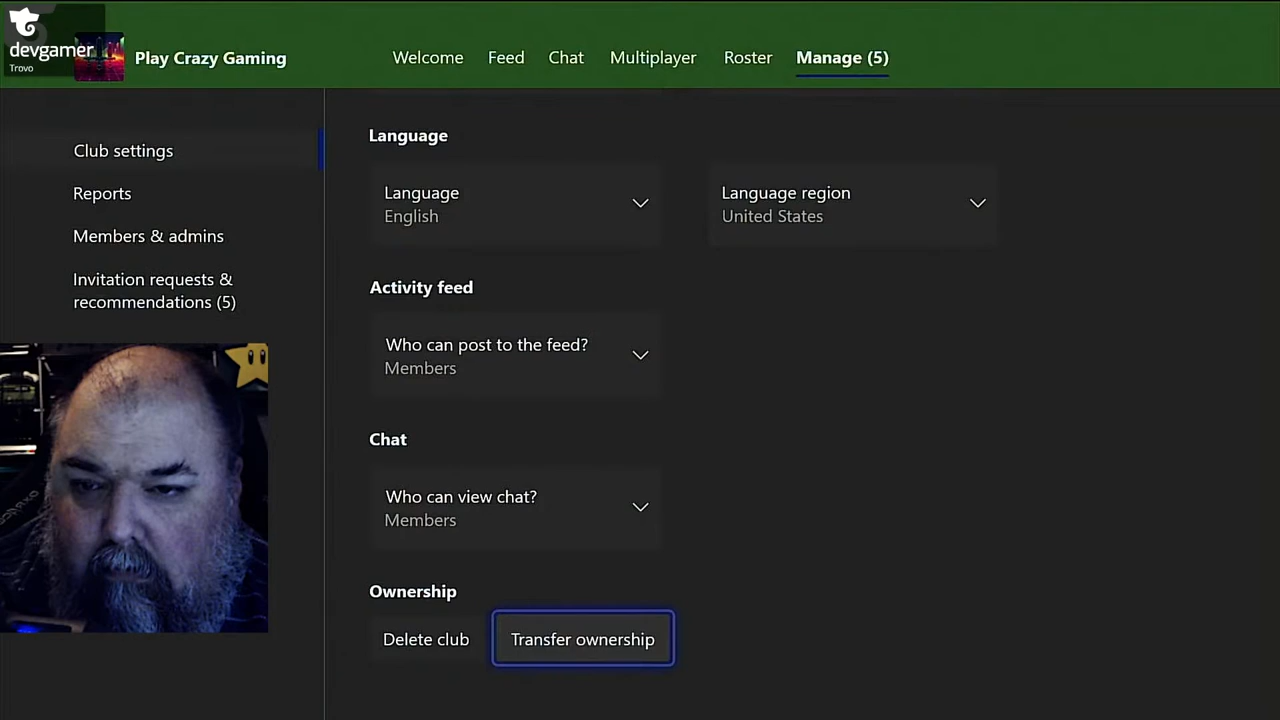 devgamer
Trovo
Play Crazy Gaming
Welcome
Feed
Chat
Multiplayer
Roster
Manage (5)
Club settings
Reports
Members & admins
Invitation requests &
recommendations (5)
Language
Language
English
Language region
United States
Activity feed
Who can post to the feed?
Members
Chat
Who can view chat?
Members
Ownership
Delete club
Transfer ownership